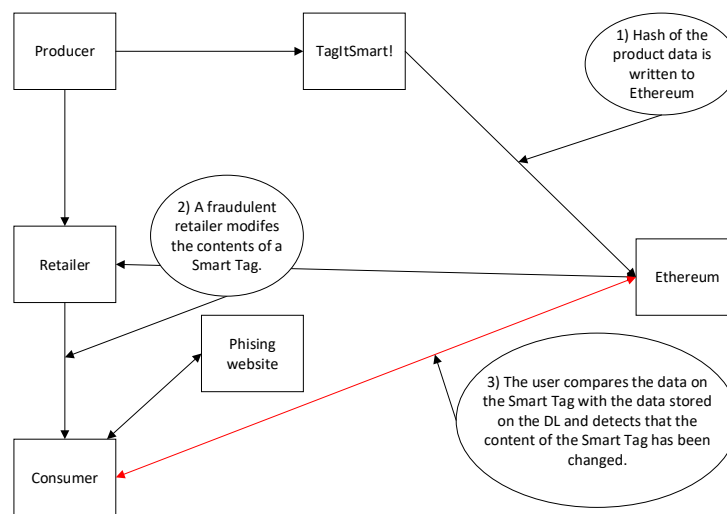 Producer
TagItSmart!
1) Hash of the
product data is
written to
Ethereum
2) A fraudulent
retailer modifes
the contents of a
Smart Tag.
Retailer
Ethereum
Phising
website
3) The user compares the data on
the Smart Tag with the data stored
on the DL and detects that the
content of the Smart Tag has been
changed.
Consumer